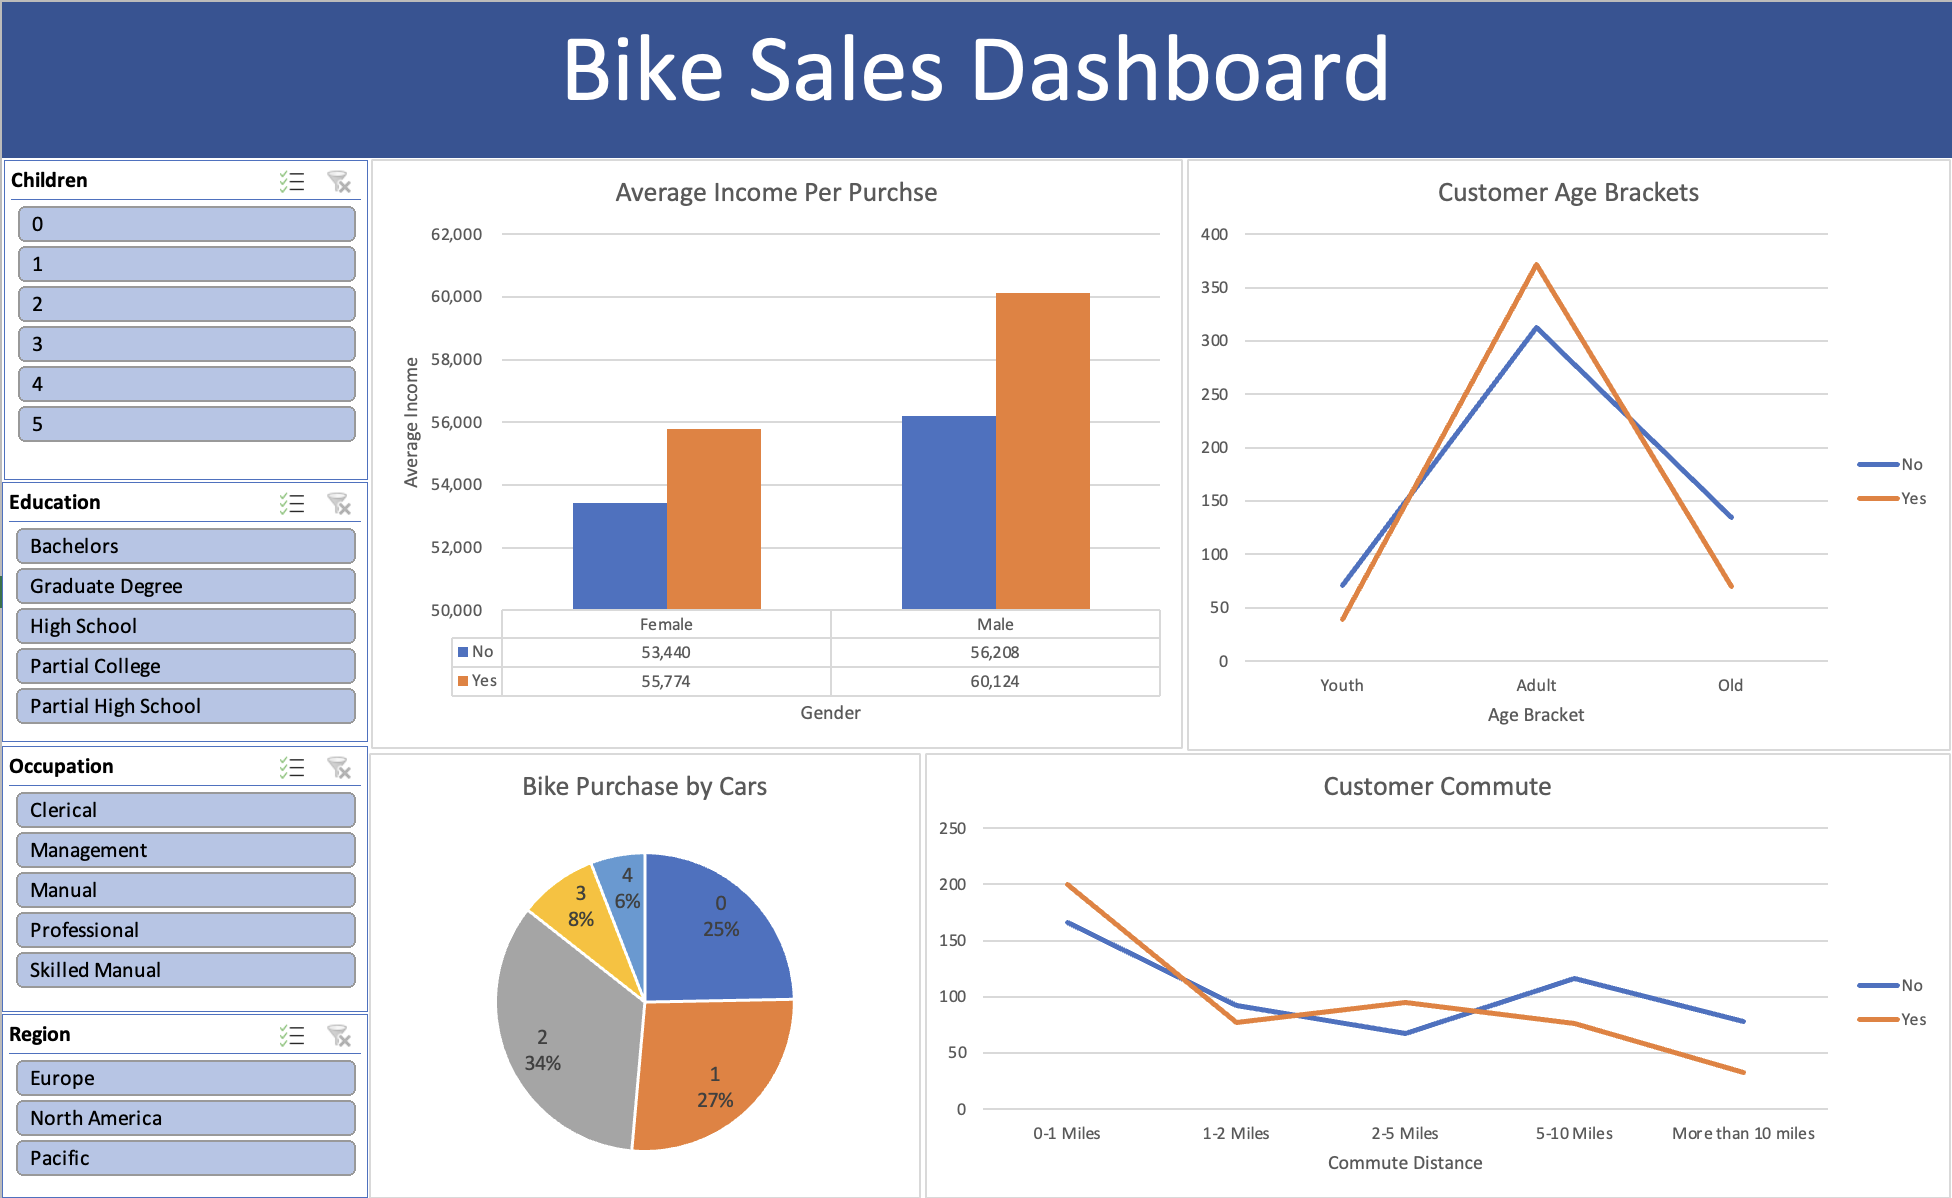 Bike Sales Dashboard
Children
0
1
2
3
4
5
Education
Bachelors
Graduate Degree
High School
Partial College
Partial High School
Occupation
Clerical
Management
Manual
Professional
Skilled Manual
Region
Europe
North America
Pacific
Average Income Per Purchse
62,000
60,000
58,000
56,000
54,000
52,000
50,000
Average Income
Female Male
No 53,440 56,208
Yes 55,774 60,124
Gender
Customer Age Brackets
400
350
300
250
200
150
100
50
0
Youth Adult Old
Age Bracket
No
Yes
Bike Purchase by Cars
0
25%
1
27%
2
34%
3
8%
4
6%
Customer Commute
250
200
150
100
50
0
0-1 Miles 1-2 Miles 2-5 Miles 5-10 Miles More than 10 miles
Commute Distance
No
Yes